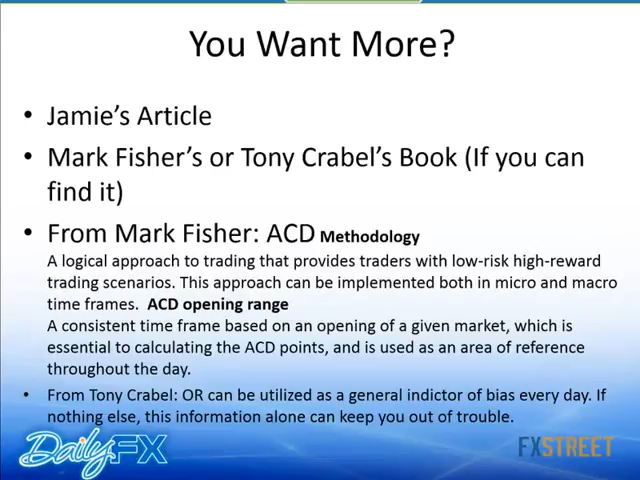 You Want More?
• Jamie's Article
• Mark Fisher's or Tony Crabel's Book (If you can
find it)
• From Mark Fisher: ACD Methodology
A logical approach to trading that provides traders with low-risk high-reward
trading scenarios. This approach can be implemented both in micro and macro
time frames. ACD opening range
A consistent time frame based on an opening of a given market, which is
essential to calculating the ACD points, and is used as an area of reference
throughout the day.
• From Tony Crabel: OR can be utilized as a general indictor of bias every day. If
nothing else, this information alone can keep you out of trouble.
DailyFX
FXSTREET